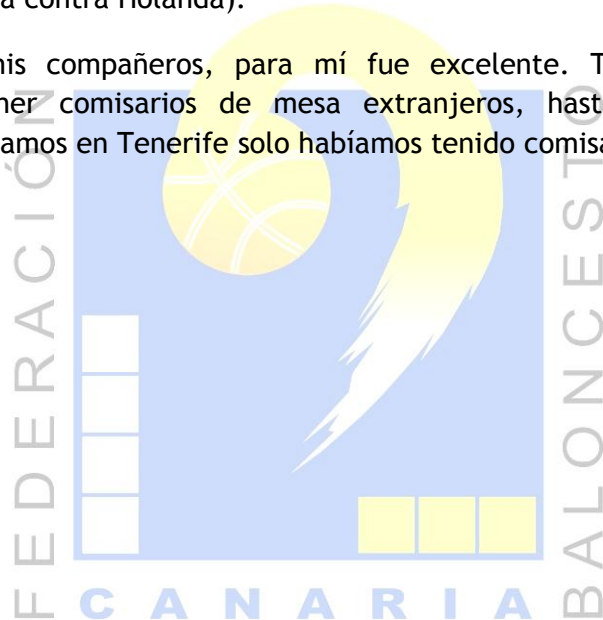 a contra Holanda).
nis compañeros, para mí fue excelente. T
ner comisarios de mesa extranjeros, hast
amos en Tenerife solo habíamos tenido comisa
FEDERACIÓN
CANARIA
BALONCESTO